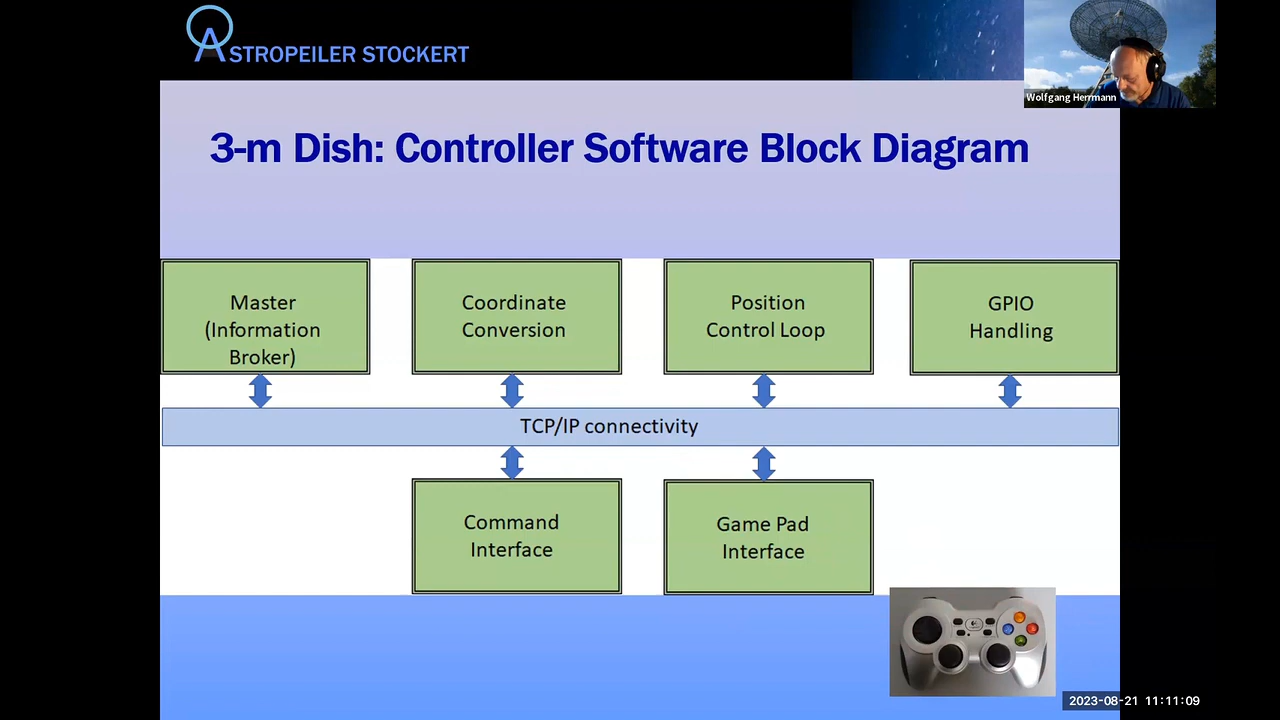 ASTROPEILER STOCKERT
Wolfgang Herrmann
3-m Dish: Controller Software Block Diagram
Master
(Information
Broker)
Coordinate
Conversion
Position
Control Loop
GPIO
Handling
TCP/IP connectivity
Command
Interface
Game Pad
Interface
2023-08-21 11:11:09